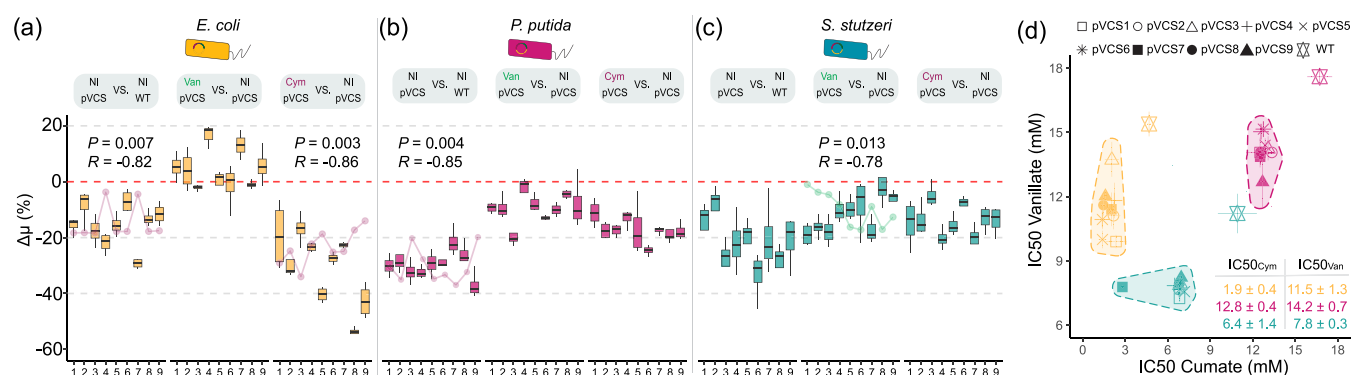 (a)
E. coli
NI pVCS VS. NI WT
Van pVCS VS. NI pVCS
Cym pVCS VS. NI pVCS
Δμ (%)
20
0
-20
-40
-60
P = 0.007
R = -0.82
P = 0.003
R = -0.86
1 2 3 4 5 6 7 8 9
1 2 3 4 5 6 7 8 9
1 2 3 4 5 6 7 8 9
(b)
P. putida
NI pVCS VS. NI WT
Van pVCS VS. NI pVCS
Cym pVCS VS. NI pVCS
P = 0.004
R = -0.85
1 2 3 4 5 6 7 8 9
1 2 3 4 5 6 7 8 9
1 2 3 4 5 6 7 8 9
(c)
S. stutzeri
NI pVCS VS. NI WT
Van pVCS VS. NI pVCS
Cym pVCS VS. NI pVCS
P = 0.013
R = -0.78
1 2 3 4 5 6 7 8 9
1 2 3 4 5 6 7 8 9
1 2 3 4 5 6 7 8 9
(d)
pVCS1 pVCS2 pVCS3 pVCS4 pVCS5
pVCS6 pVCS7 pVCS8 pVCS9 WT
IC50 Vanillate (mM)
18
15
12
9
6
IC50Cym IC50Van
1.9 ± 0.4 11.5 ± 1.3
12.8 ± 0.4 14.2 ± 0.7
6.4 ± 1.4 7.8 ± 0.3
0 3 6 9 12 15 18
IC50 Cumate (mM)